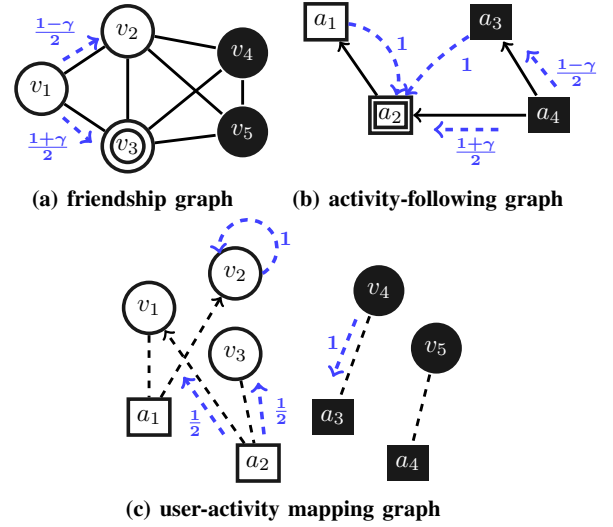 1−γ/2
v₂
v₁
v₄
v₃
v₅
1+γ/2
(a) friendship graph
a₁
1
a₃
1
1−γ/2
a₂
a₄
1+γ/2
(b) activity-following graph
v₂
1
v₁
v₄
v₃
v₅
1
a₁
1/2
1/2
a₃
a₂
a₄
(c) user-activity mapping graph